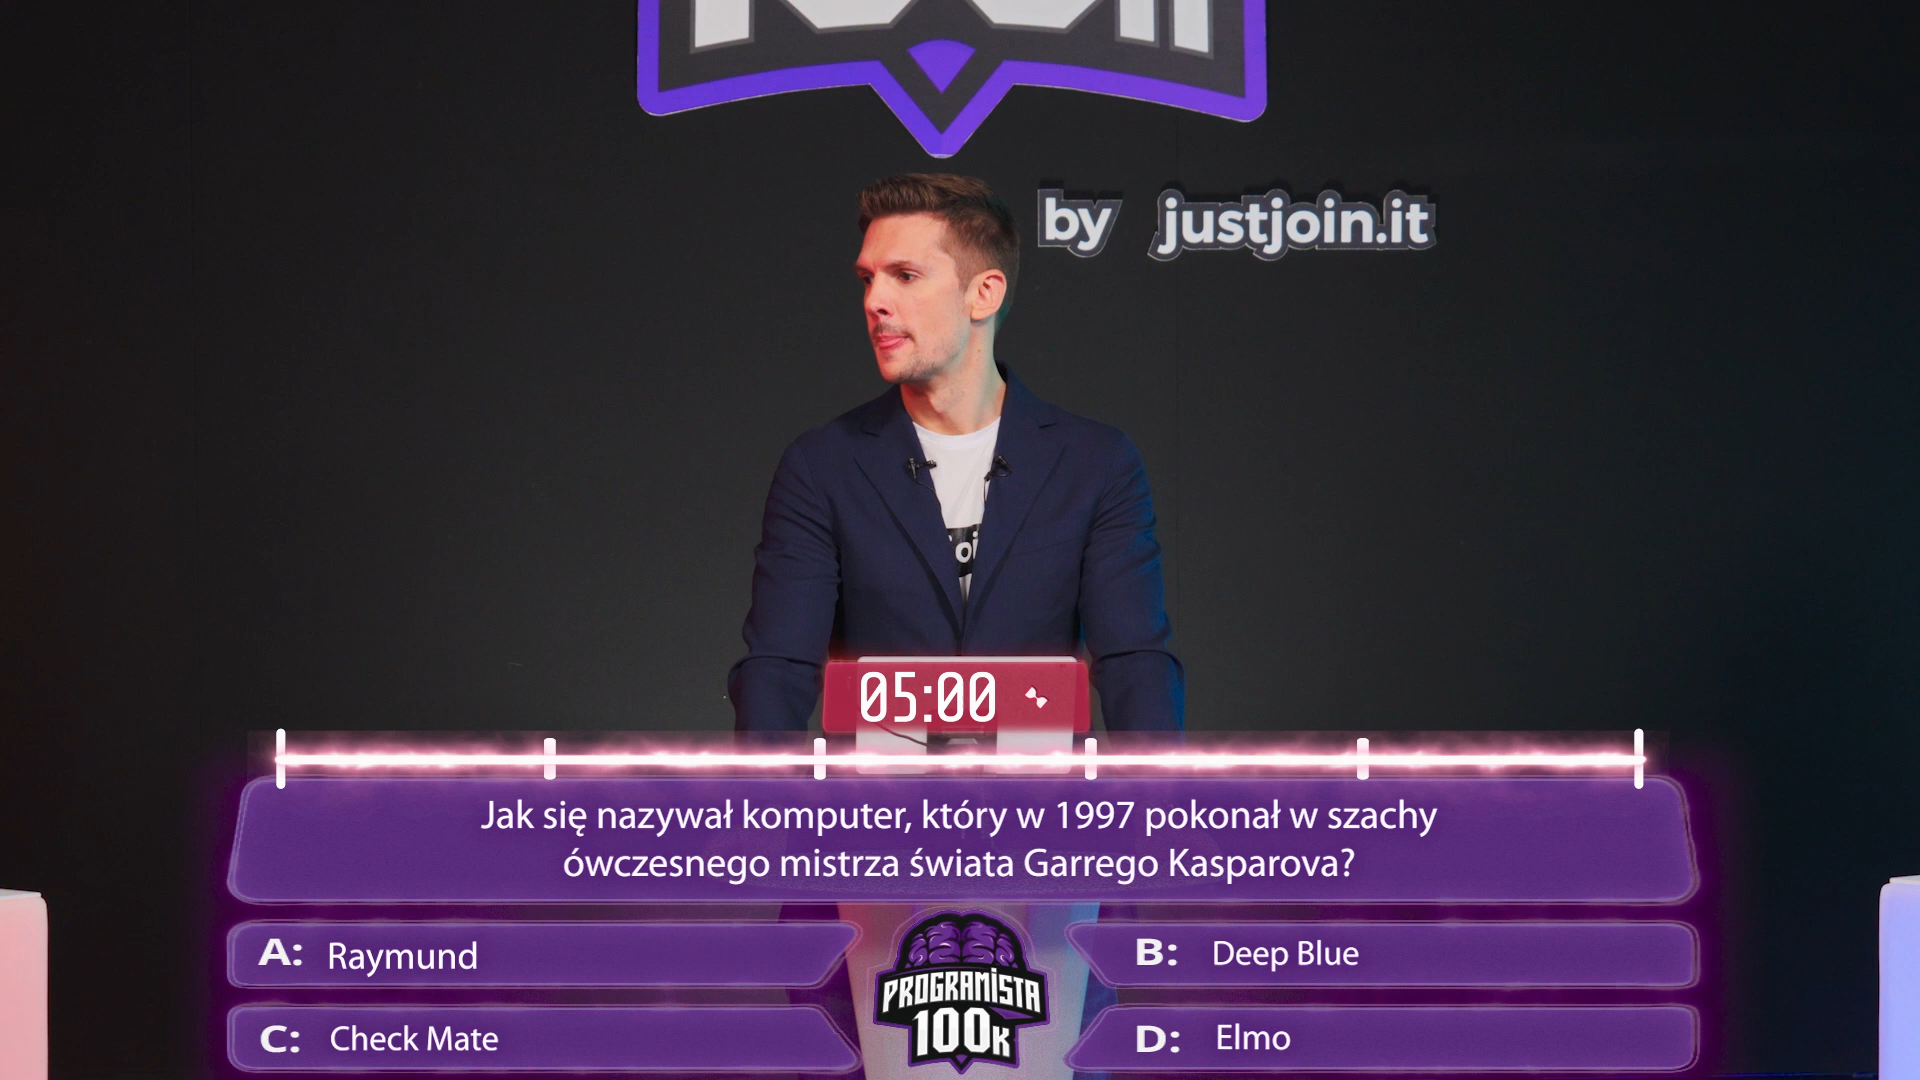 by justjoin.it
05:00
Jak się nazywał komputer, który w 1997 pokonał w szachy
ówczesnego mistrza świata Garrego Kasparova?
A: Raymund
B: Deep Blue
C: Check Mate
D: Elmo
PROGRAMiSTA
100K